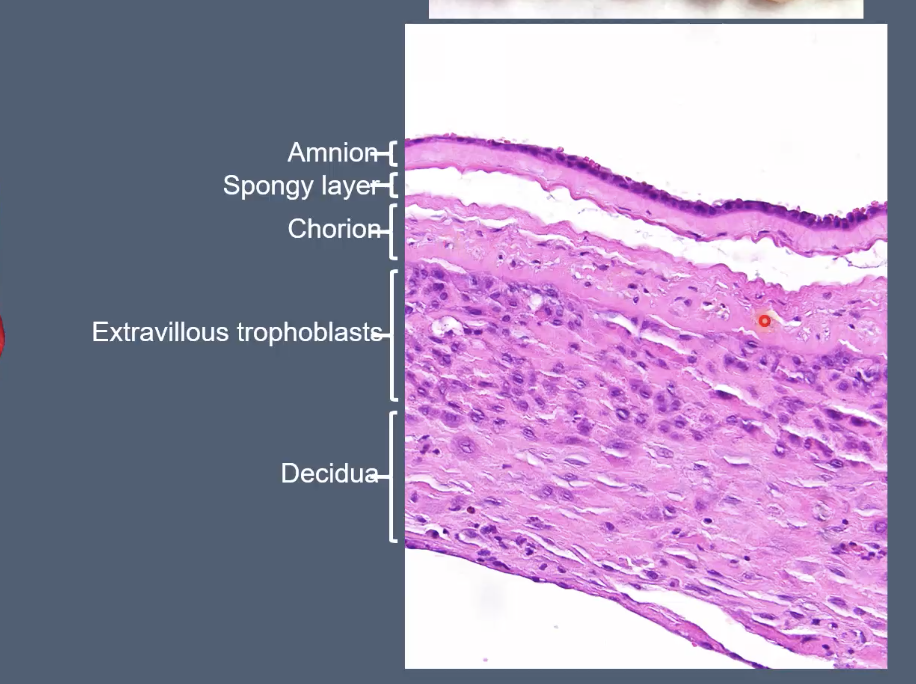 Amnion
Spongy layer
Chorion
Extravillous trophoblasts
Decidua